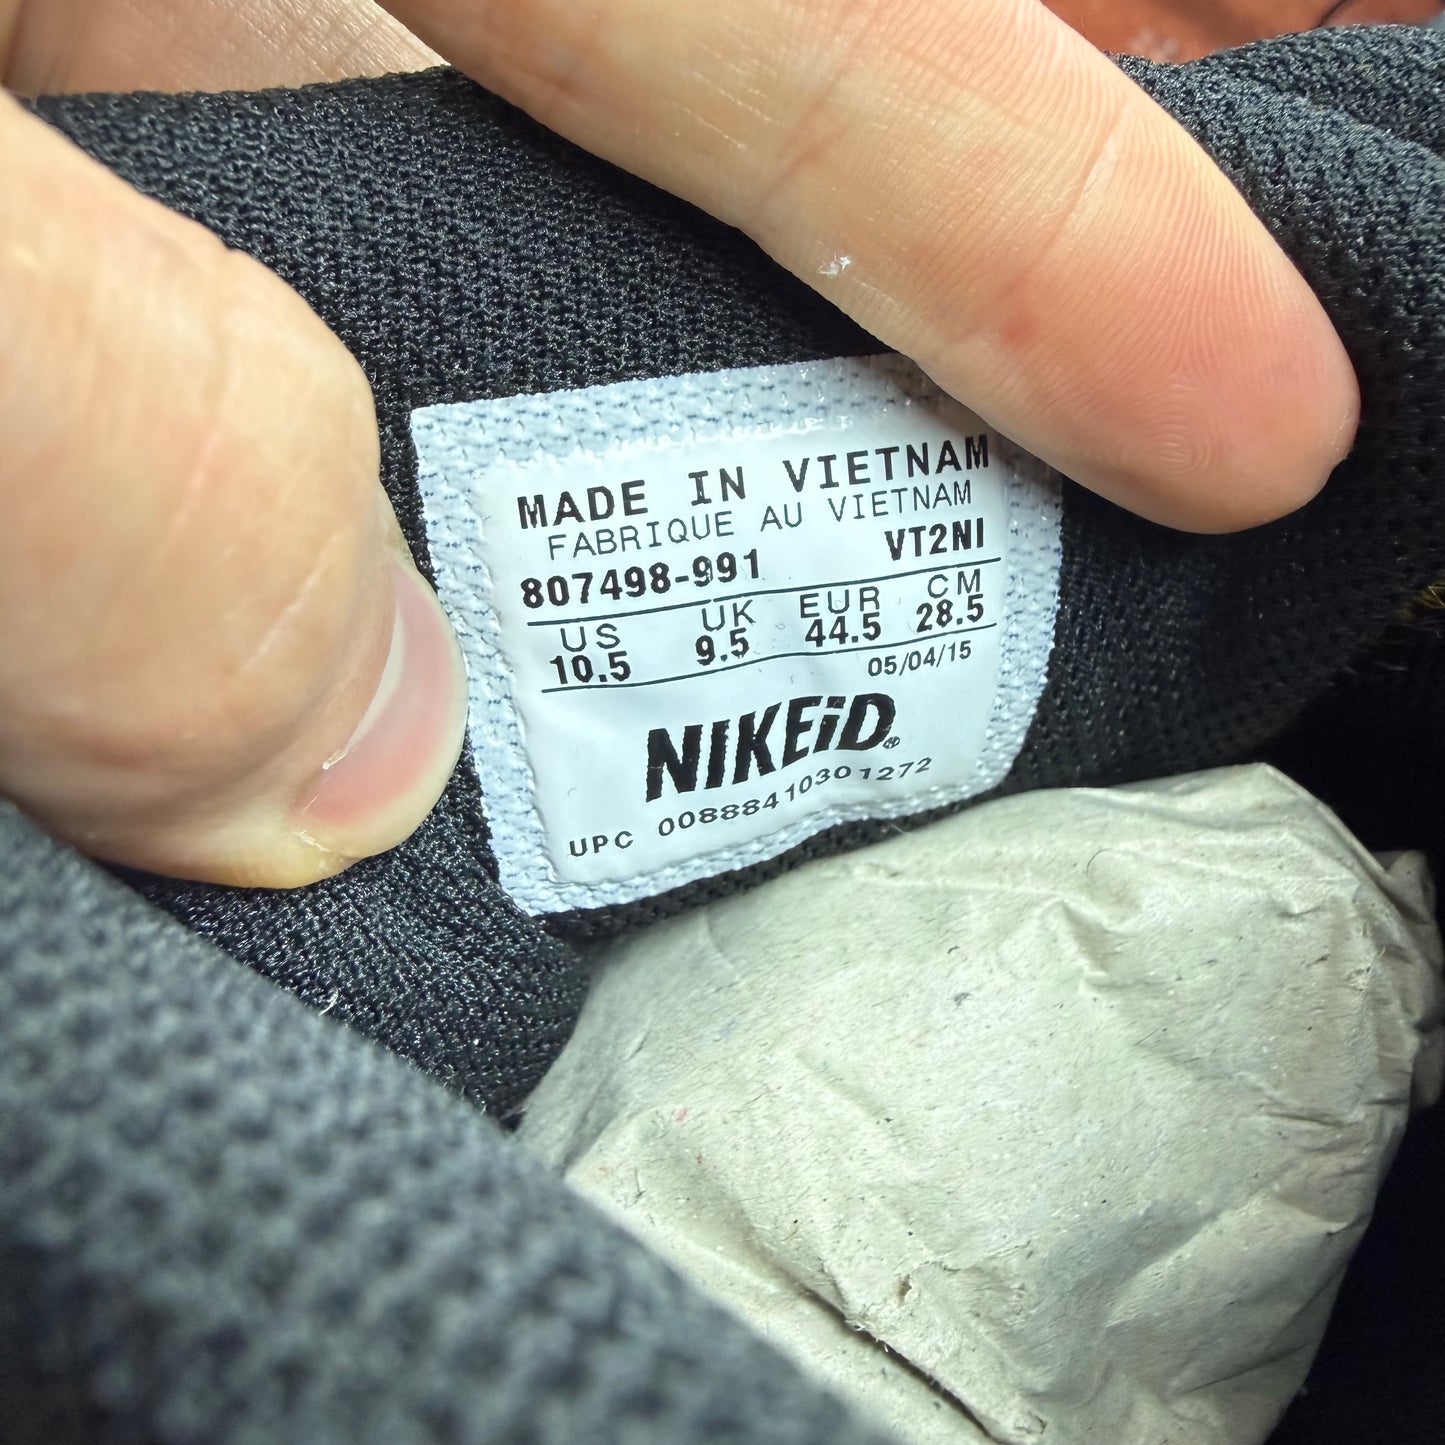 MADE IN VIETNAM
FABRIQUE AU VIETNAM
807498-991 VT2NI
US UK EUR CM
10.5 9.5 44.5 28.5
05/04/15
NIKEiD®
UPC 00888410301272